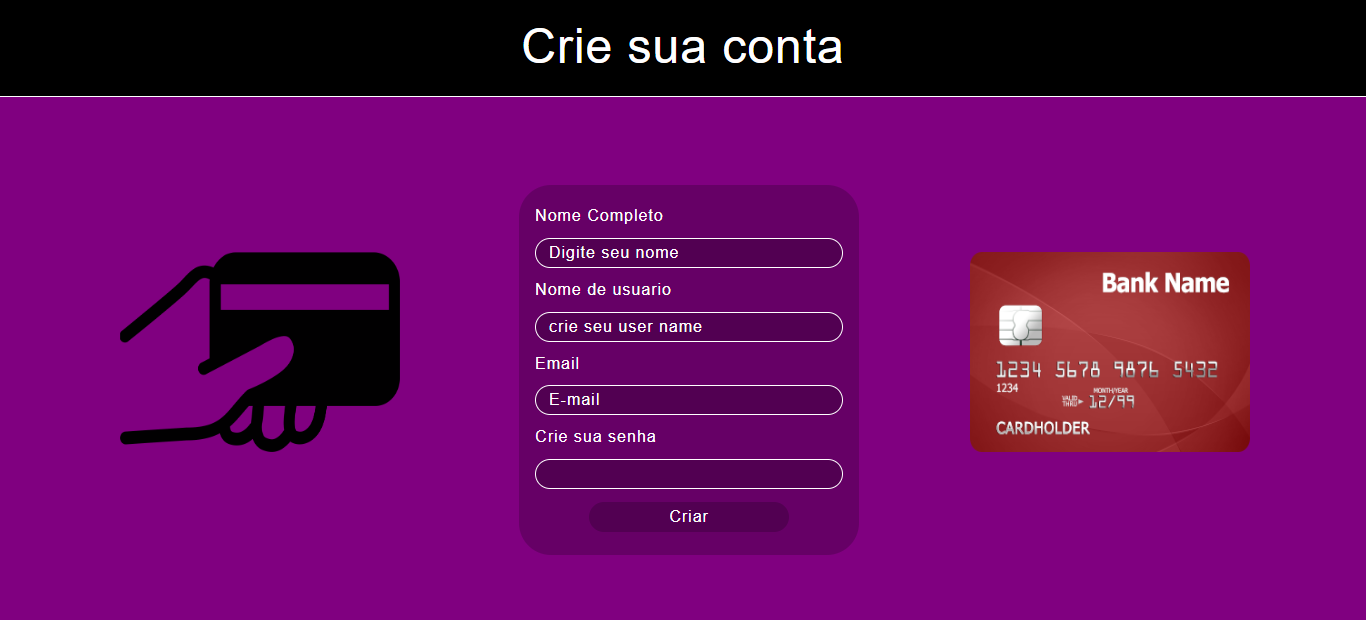 Crie sua conta
Nome Completo
Digite seu nome
Nome de usuario
crie seu user name
Email
E-mail
Crie sua senha
Criar
Bank Name
1234 5678 9876 5432
1234
MONTH/YEAR
VALID
THRU
12/99
CARDHOLDER